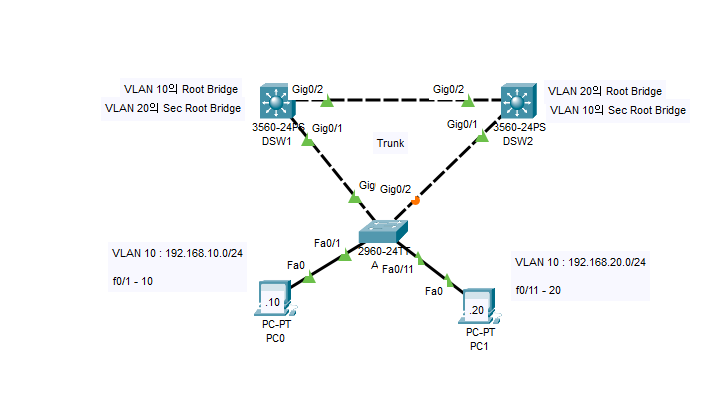 VLAN 10의 Root Bridge
VLAN 20의 Sec Root Bridge
Gig0/2
Gig0/2
VLAN 20의 Root Bridge
VLAN 10의 Sec Root Bridge
3560-24PS
DSW1
Gig0/1
Gig0/1
3560-24PS
DSW2
Trunk
Gig
Gig0/2
VLAN 10 : 192.168.10.0/24
f0/1 - 10
Fa0/1
2960-24TT
A
Fa0/11
VLAN 10 : 192.168.20.0/24
f0/11 - 20
Fa0
Fa0
.10
PC-PT
PC0
.20
PC-PT
PC1